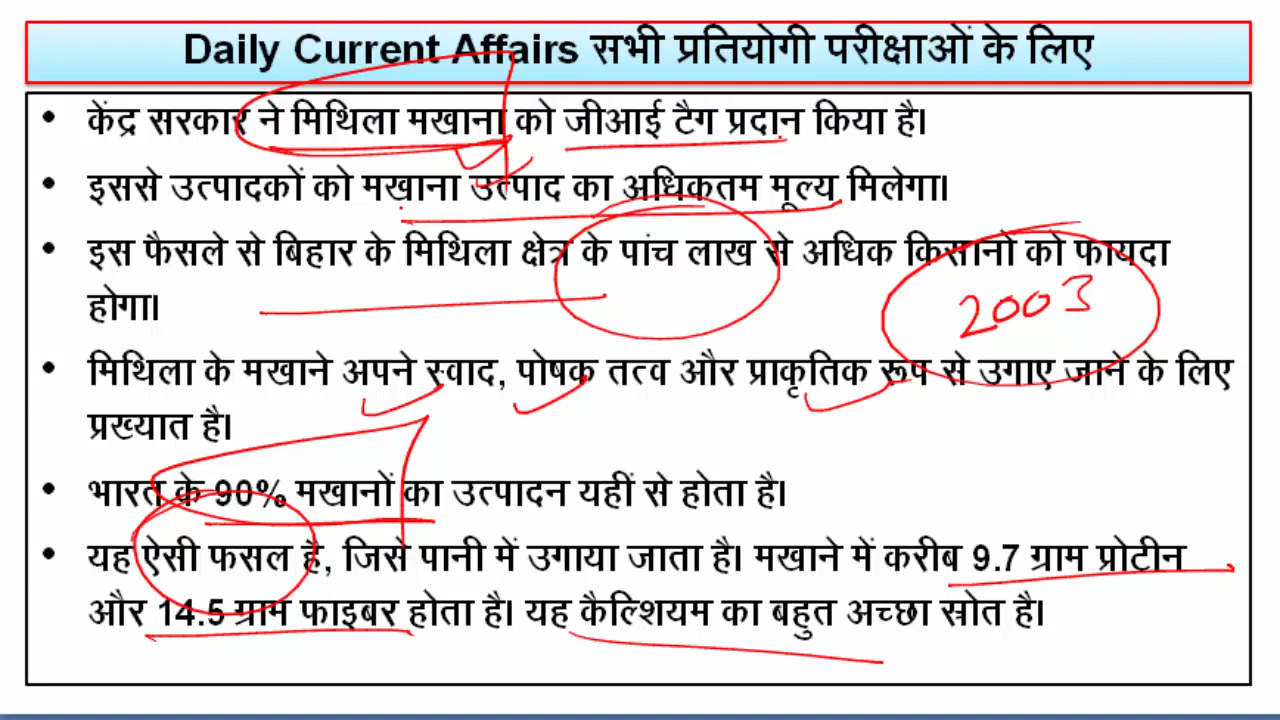 Daily Current Affairs सभी प्रतियोगी परीक्षाओं के लिए
• केंद्र सरकार ने मिथिला मखाना को जीआई टैग प्रदान किया है।
• इससे उत्पादकों को मखाना उत्पाद का अधिकतम मूल्य मिलेगा।
• इस फैसले से बिहार के मिथिला क्षेत्र के पांच लाख से अधिक किसानों को फायदा
होगा।
2003
• मिथिला के मखाने अपने स्वाद, पोषक तत्व और प्राकृतिक रूप से उगाए जाने के लिए
प्रख्यात है।
• भारत के 90% मखानों का उत्पादन यहीं से होता है।
• यह ऐसी फसल है, जिसे पानी में उगाया जाता है। मखाने में करीब 9.7 ग्राम प्रोटीन
और 14.5 ग्राम फाइबर होता है। यह कैल्शियम का बहुत अच्छा स्रोत है।